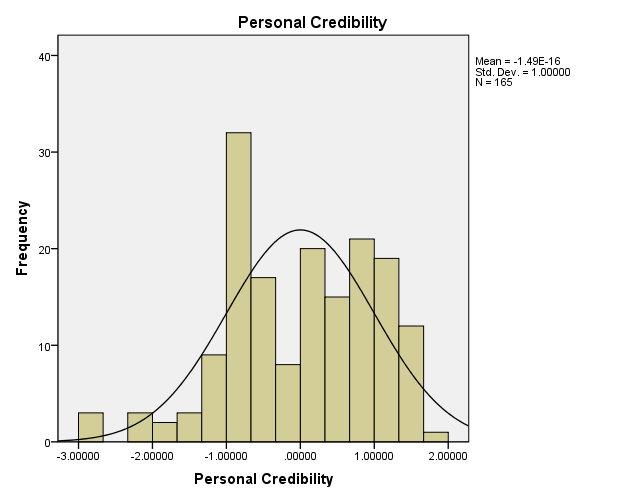 Personal Credibility
Mean = -1.49E-16
Std. Dev. = 1.00000
N = 165
Frequency
40
30
20
10
0
-3.00000 -2.00000 -1.00000 .00000 1.00000 2.00000
Personal Credibility